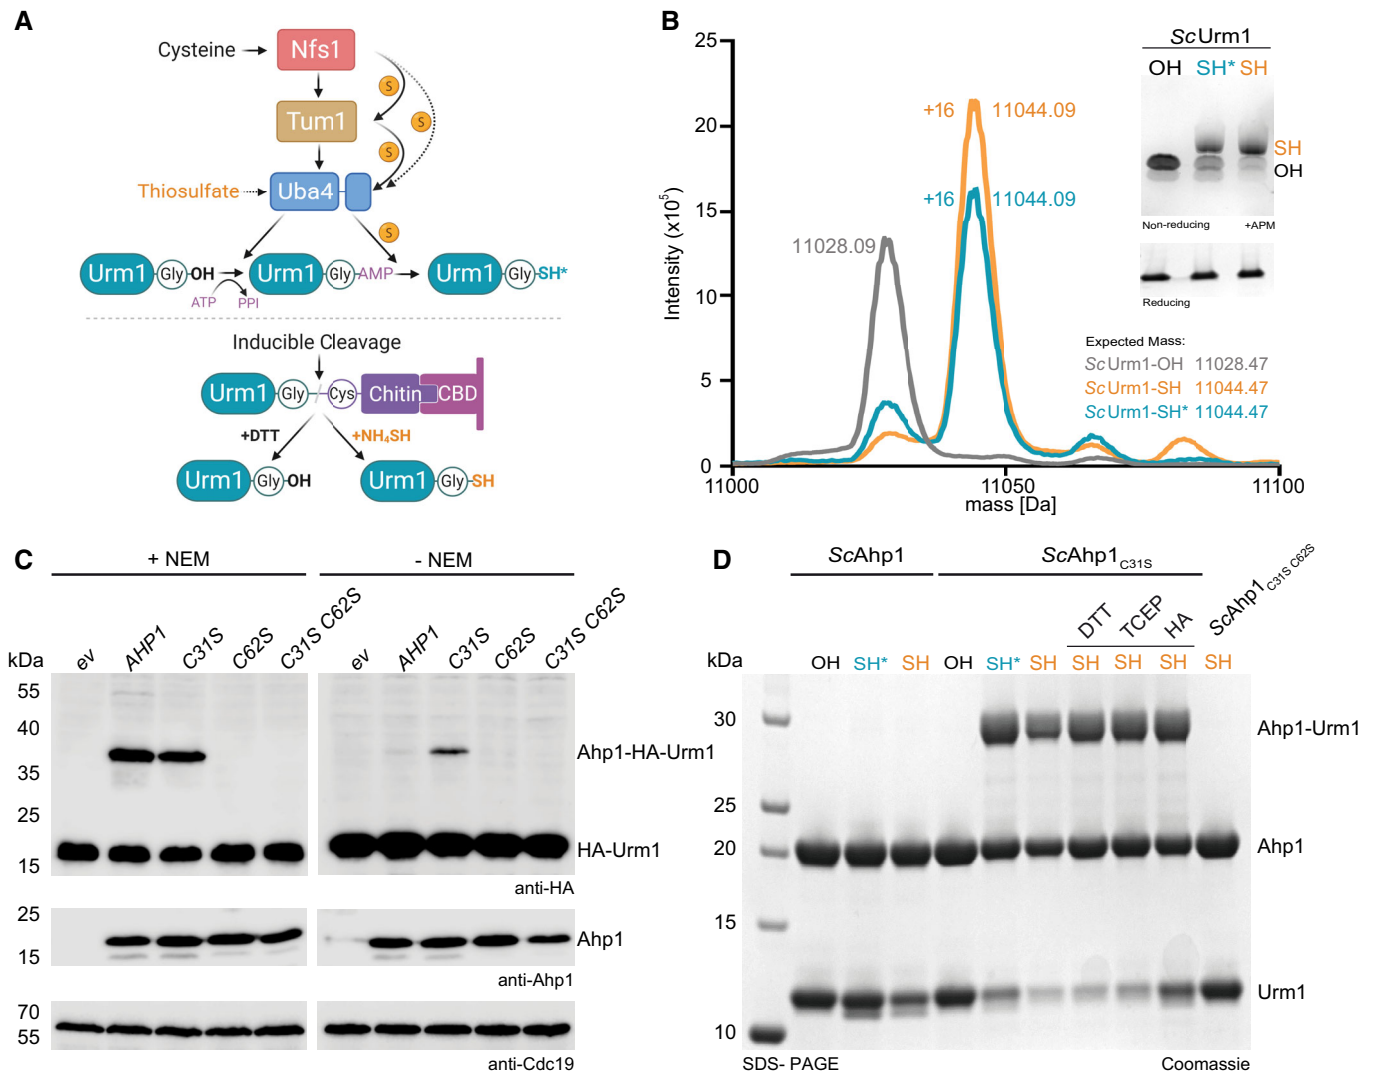 A
Cysteine
Nfs1
S
Tum1
S
S
Thiosulfate
Uba4
S
Urm1 Gly OH
Urm1 Gly AMP
Urm1 Gly SH*
ATP PPI
Inducible Cleavage
Urm1 Gly Cys Chitin CBD
+DTT +NH₄SH
Urm1 Gly OH
Urm1 Gly SH
B
25
20
15
10
5
0
Intensity (x10⁵)
11000 11050 11100
mass [Da]
11028.09
+16 11044.09
+16 11044.09
ScUrm1
OH SH* SH
SH
OH
Non-reducing +APM
Reducing
Expected Mass:
ScUrm1-OH 11028.47
ScUrm1-SH 11044.47
ScUrm1-SH* 11044.47
C
+ NEM - NEM
kDa ev AHP1 C31S C62S C31S C62S ev AHP1 C31S C62S C31S C62S
55
40
35
25
15
Ahp1-HA-Urm1
HA-Urm1
anti-HA
25
15
Ahp1
anti-Ahp1
70
55
anti-Cdc19
D
ScAhp1 ScAhp1C31S ScAhp1C31S C62S
DTT TCEP HA
kDa OH SH* SH OH SH* SH SH SH SH SH
30
25
20
15
10
Ahp1-Urm1
Ahp1
Urm1
SDS- PAGE Coomassie